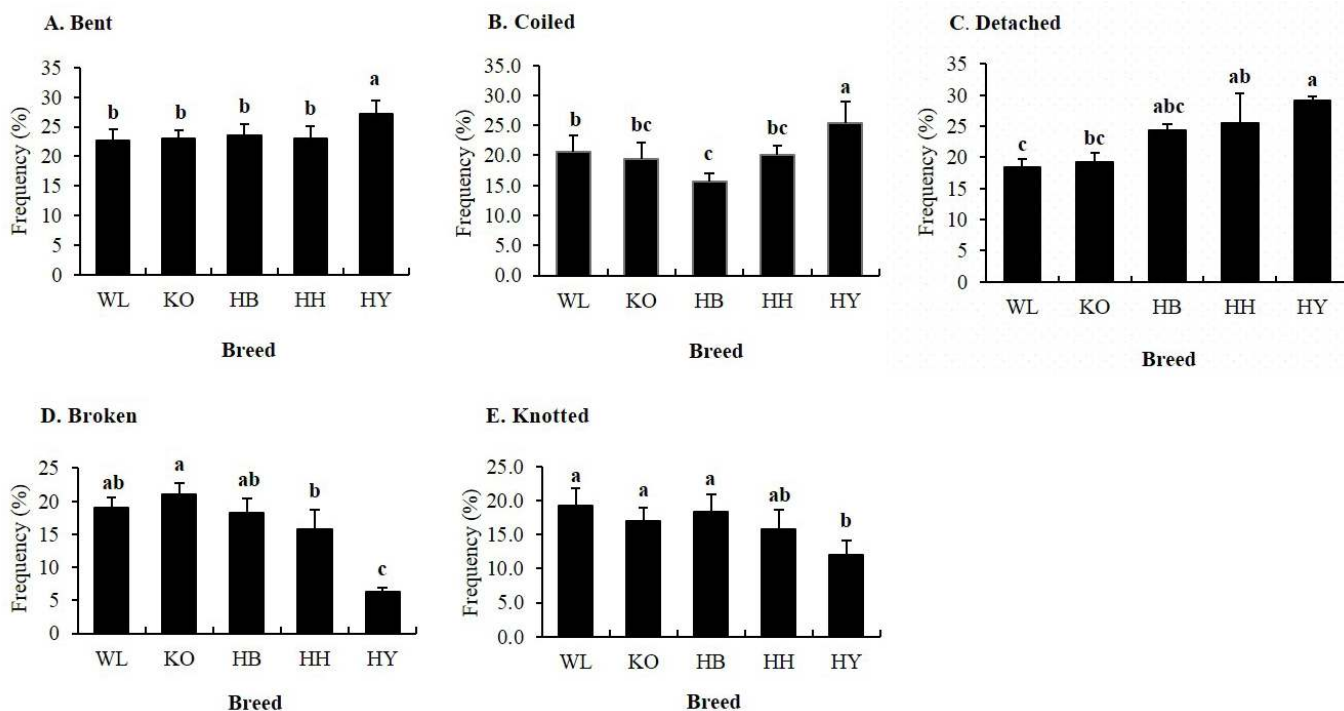 A. Bent
Frequency (%)
35
30
25
20
15
10
5
0
b
b
b
b
a
WL KO HB HH HY
Breed
B. Coiled
Frequency (%)
35.0
30.0
25.0
20.0
15.0
10.0
5.0
0.0
b
bc
c
bc
a
WL KO HB HH HY
Breed
C. Detached
Frequency (%)
35
30
25
20
15
10
5
0
c
bc
abc
ab
a
WL KO HB HH HY
Breed
D. Broken
Frequency (%)
25
20
15
10
5
0
ab
a
ab
b
c
WL KO HB HH HY
Breed
E. Knotted
Frequency (%)
25.0
20.0
15.0
10.0
5.0
0.0
a
a
a
ab
b
WL KO HB HH HY
Breed